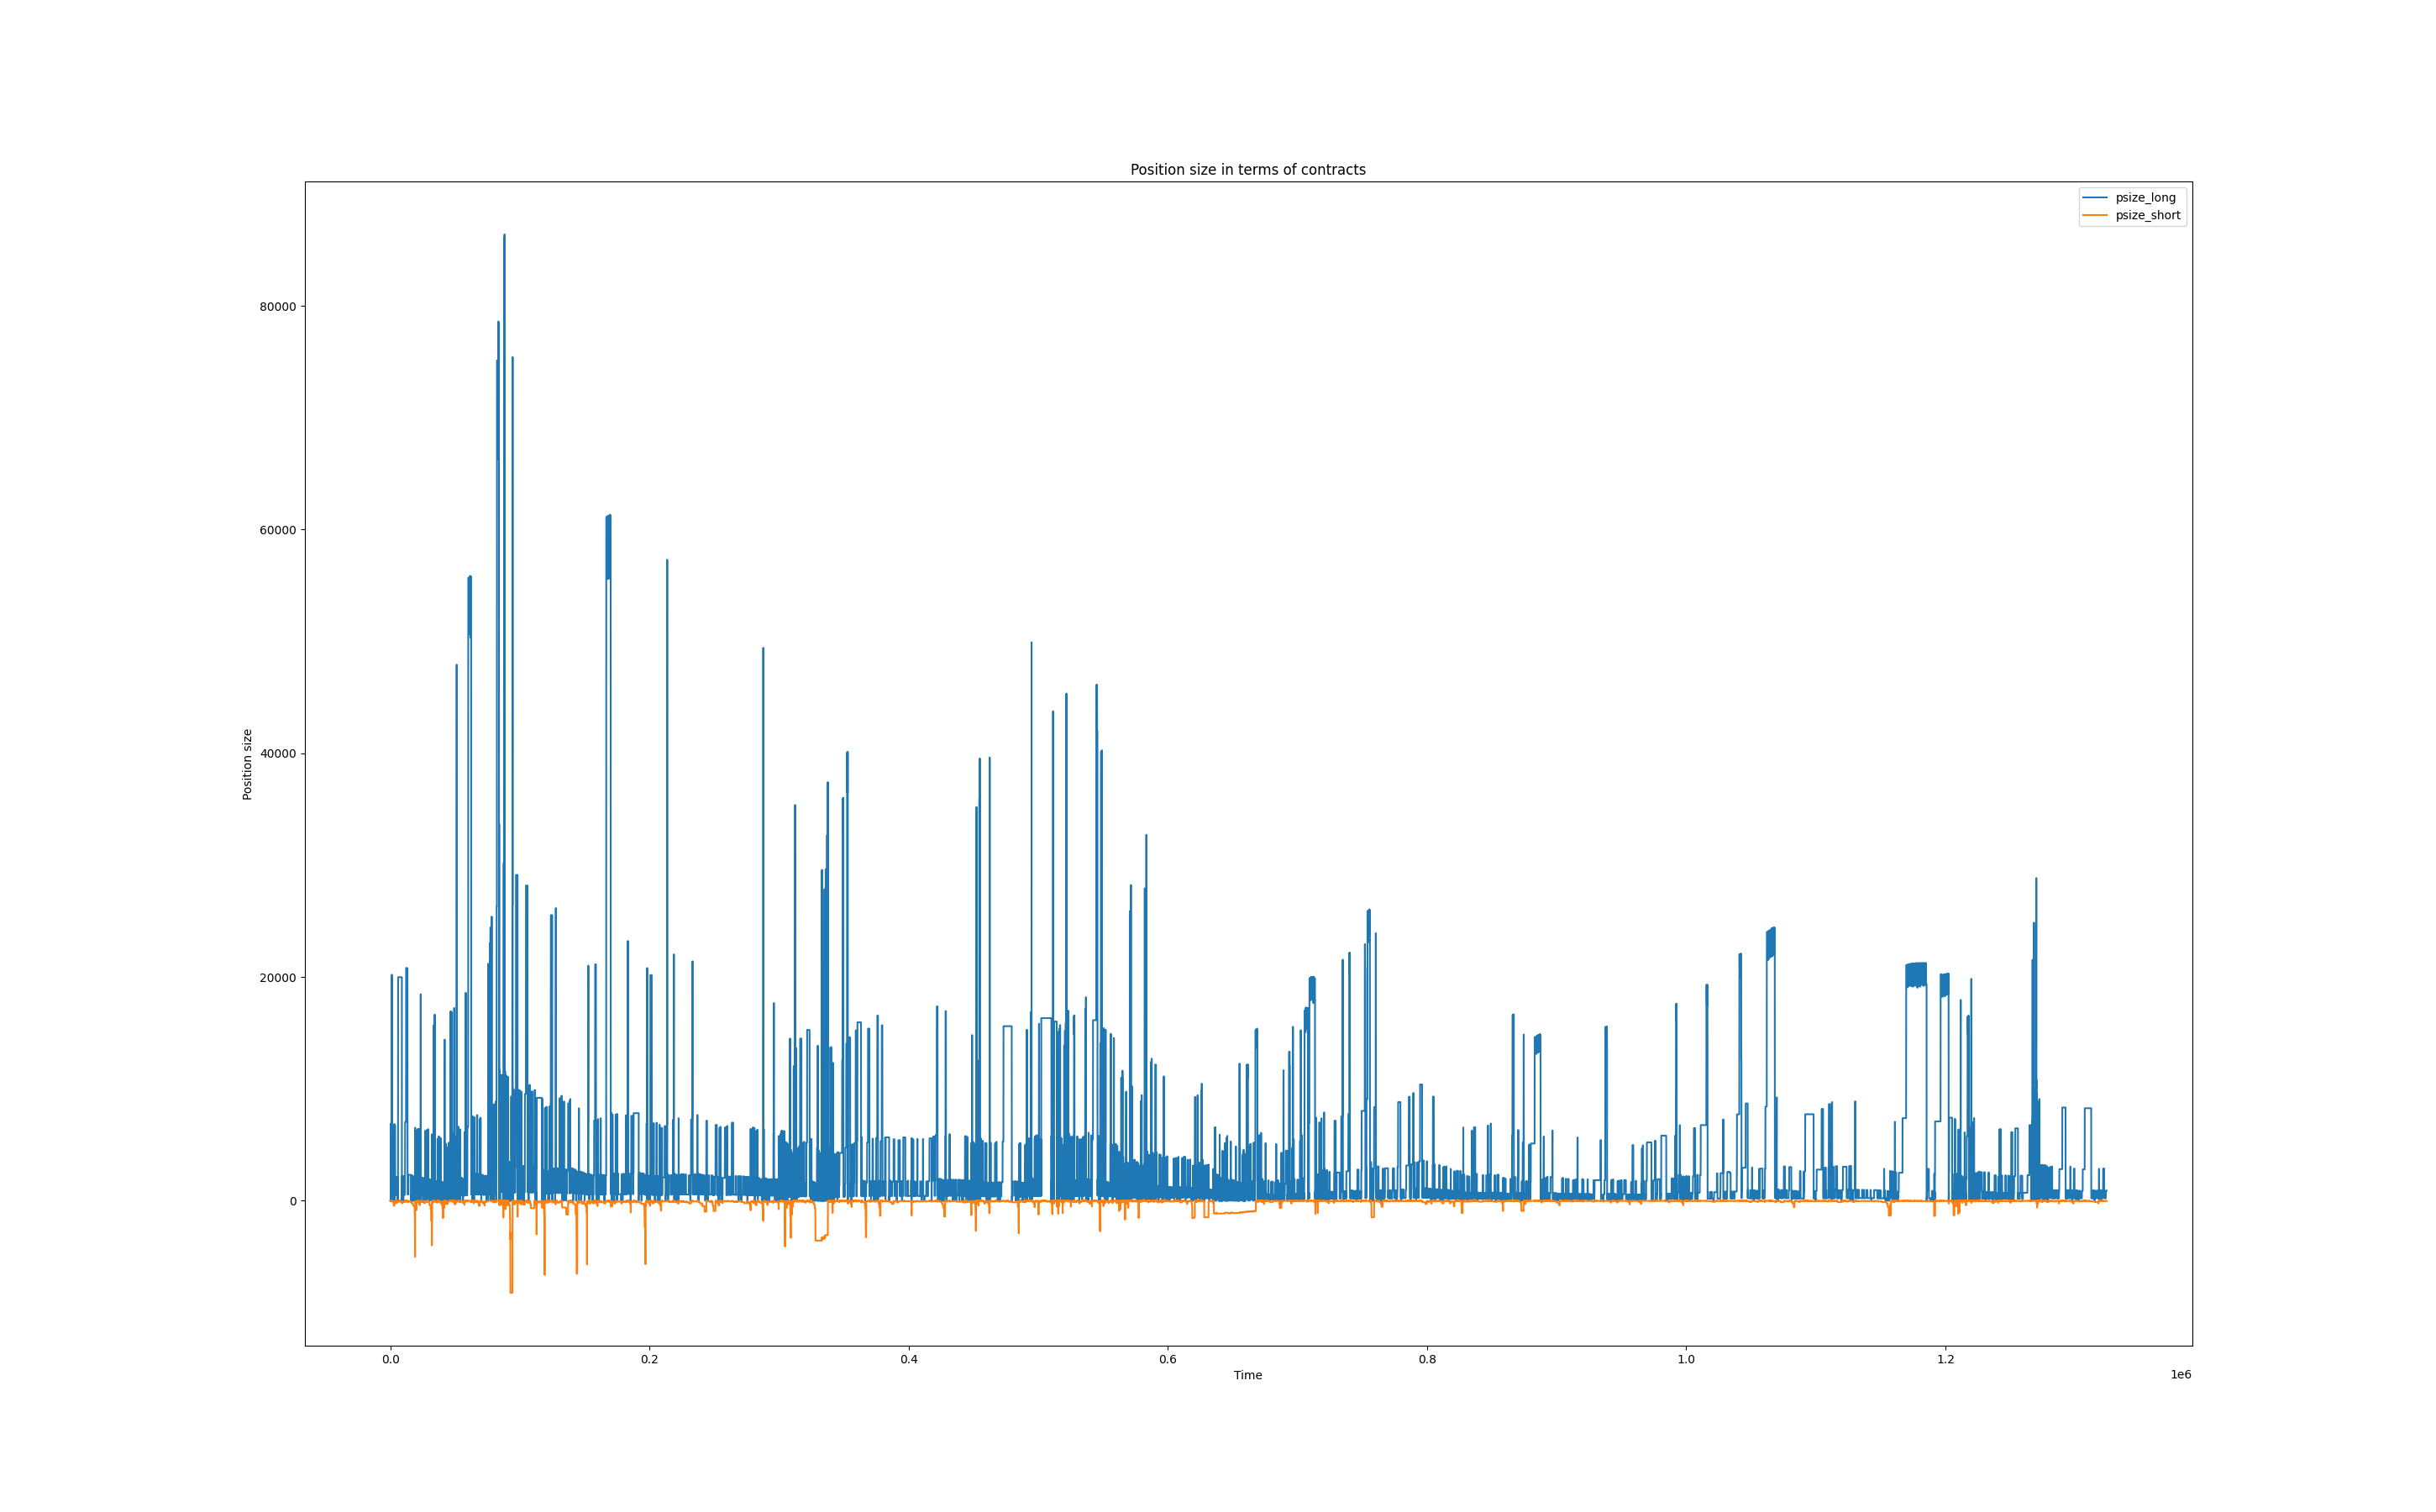 Position size in terms of contracts
psize_long
psize_short
80000
60000
40000
20000
0
Position size
0.0
0.2
0.4
0.6
0.8
1.0
1.2
1e6
Time